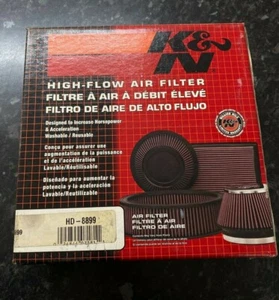 K&N
HIGH-FLOW AIR FILTER
FILTRE À AIR À DÉBIT ÉLEVÉ
FILTRO DE AIRE DE ALTO FLUJO
Designed to Increase Horsepower
& Acceleration
Washable / Reusable
Conçu pour assurer une
augmentation de la puissance
et de l'accélération
Lavable/Réutilisable
Diseñado para aumentar la
potencia y la aceleración
Lavable/Reutilizable
AIR FILTER
FILTRE À AIR
FILTRO DE AIRE
HD-8899